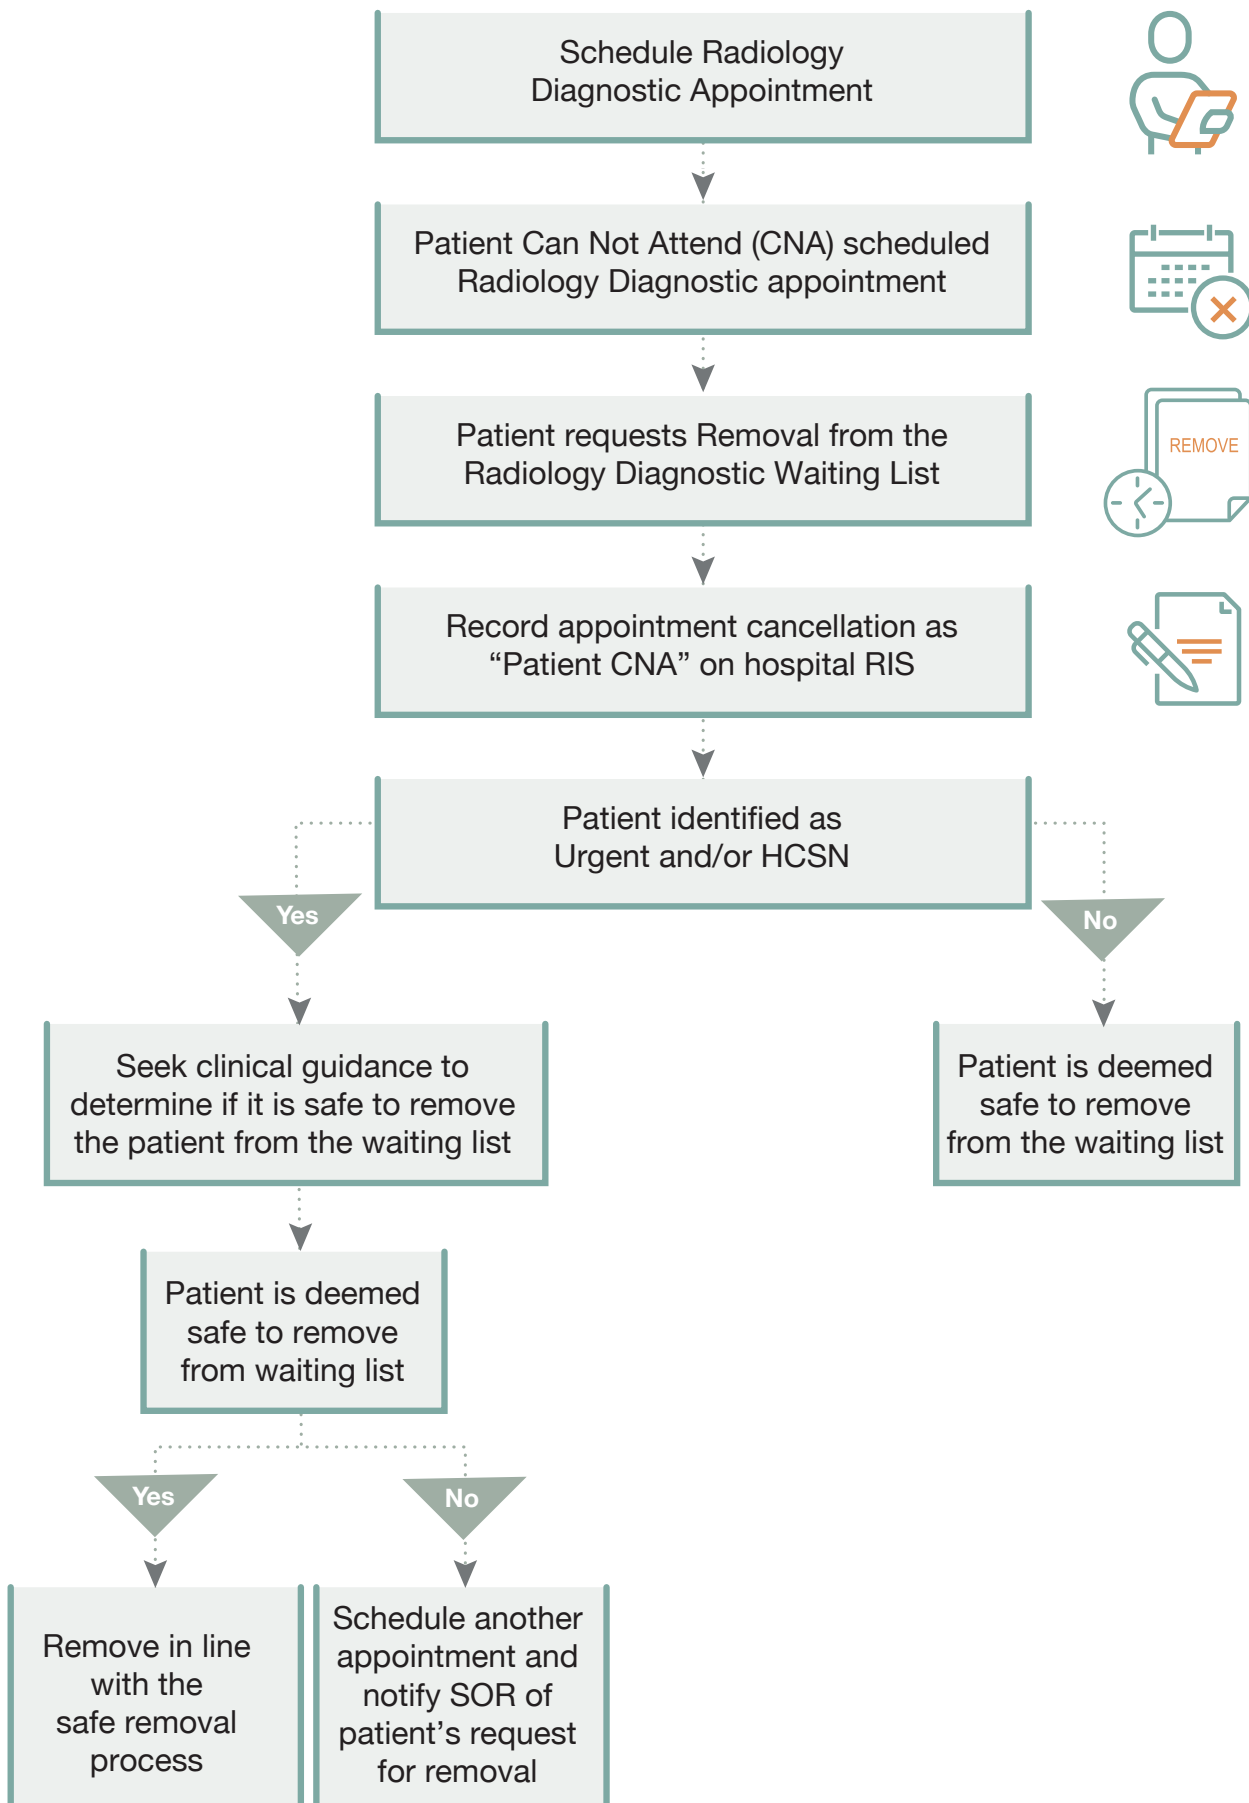 Schedule Radiology
Diagnostic Appointment
Patient Can Not Attend (CNA) scheduled
Radiology Diagnostic appointment
Patient requests Removal from the
Radiology Diagnostic Waiting List
REMOVE
Record appointment cancellation as
“Patient CNA” on hospital RIS
Patient identified as
Urgent and/or HCSN
Yes
No
Seek clinical guidance to
determine if it is safe to remove
the patient from the waiting list
Patient is deemed
safe to remove
from the waiting list
Patient is deemed
safe to remove
from waiting list
Yes
No
Remove in line
with the
safe removal
process
Schedule another
appointment and
notify SOR of
patient’s request
for removal